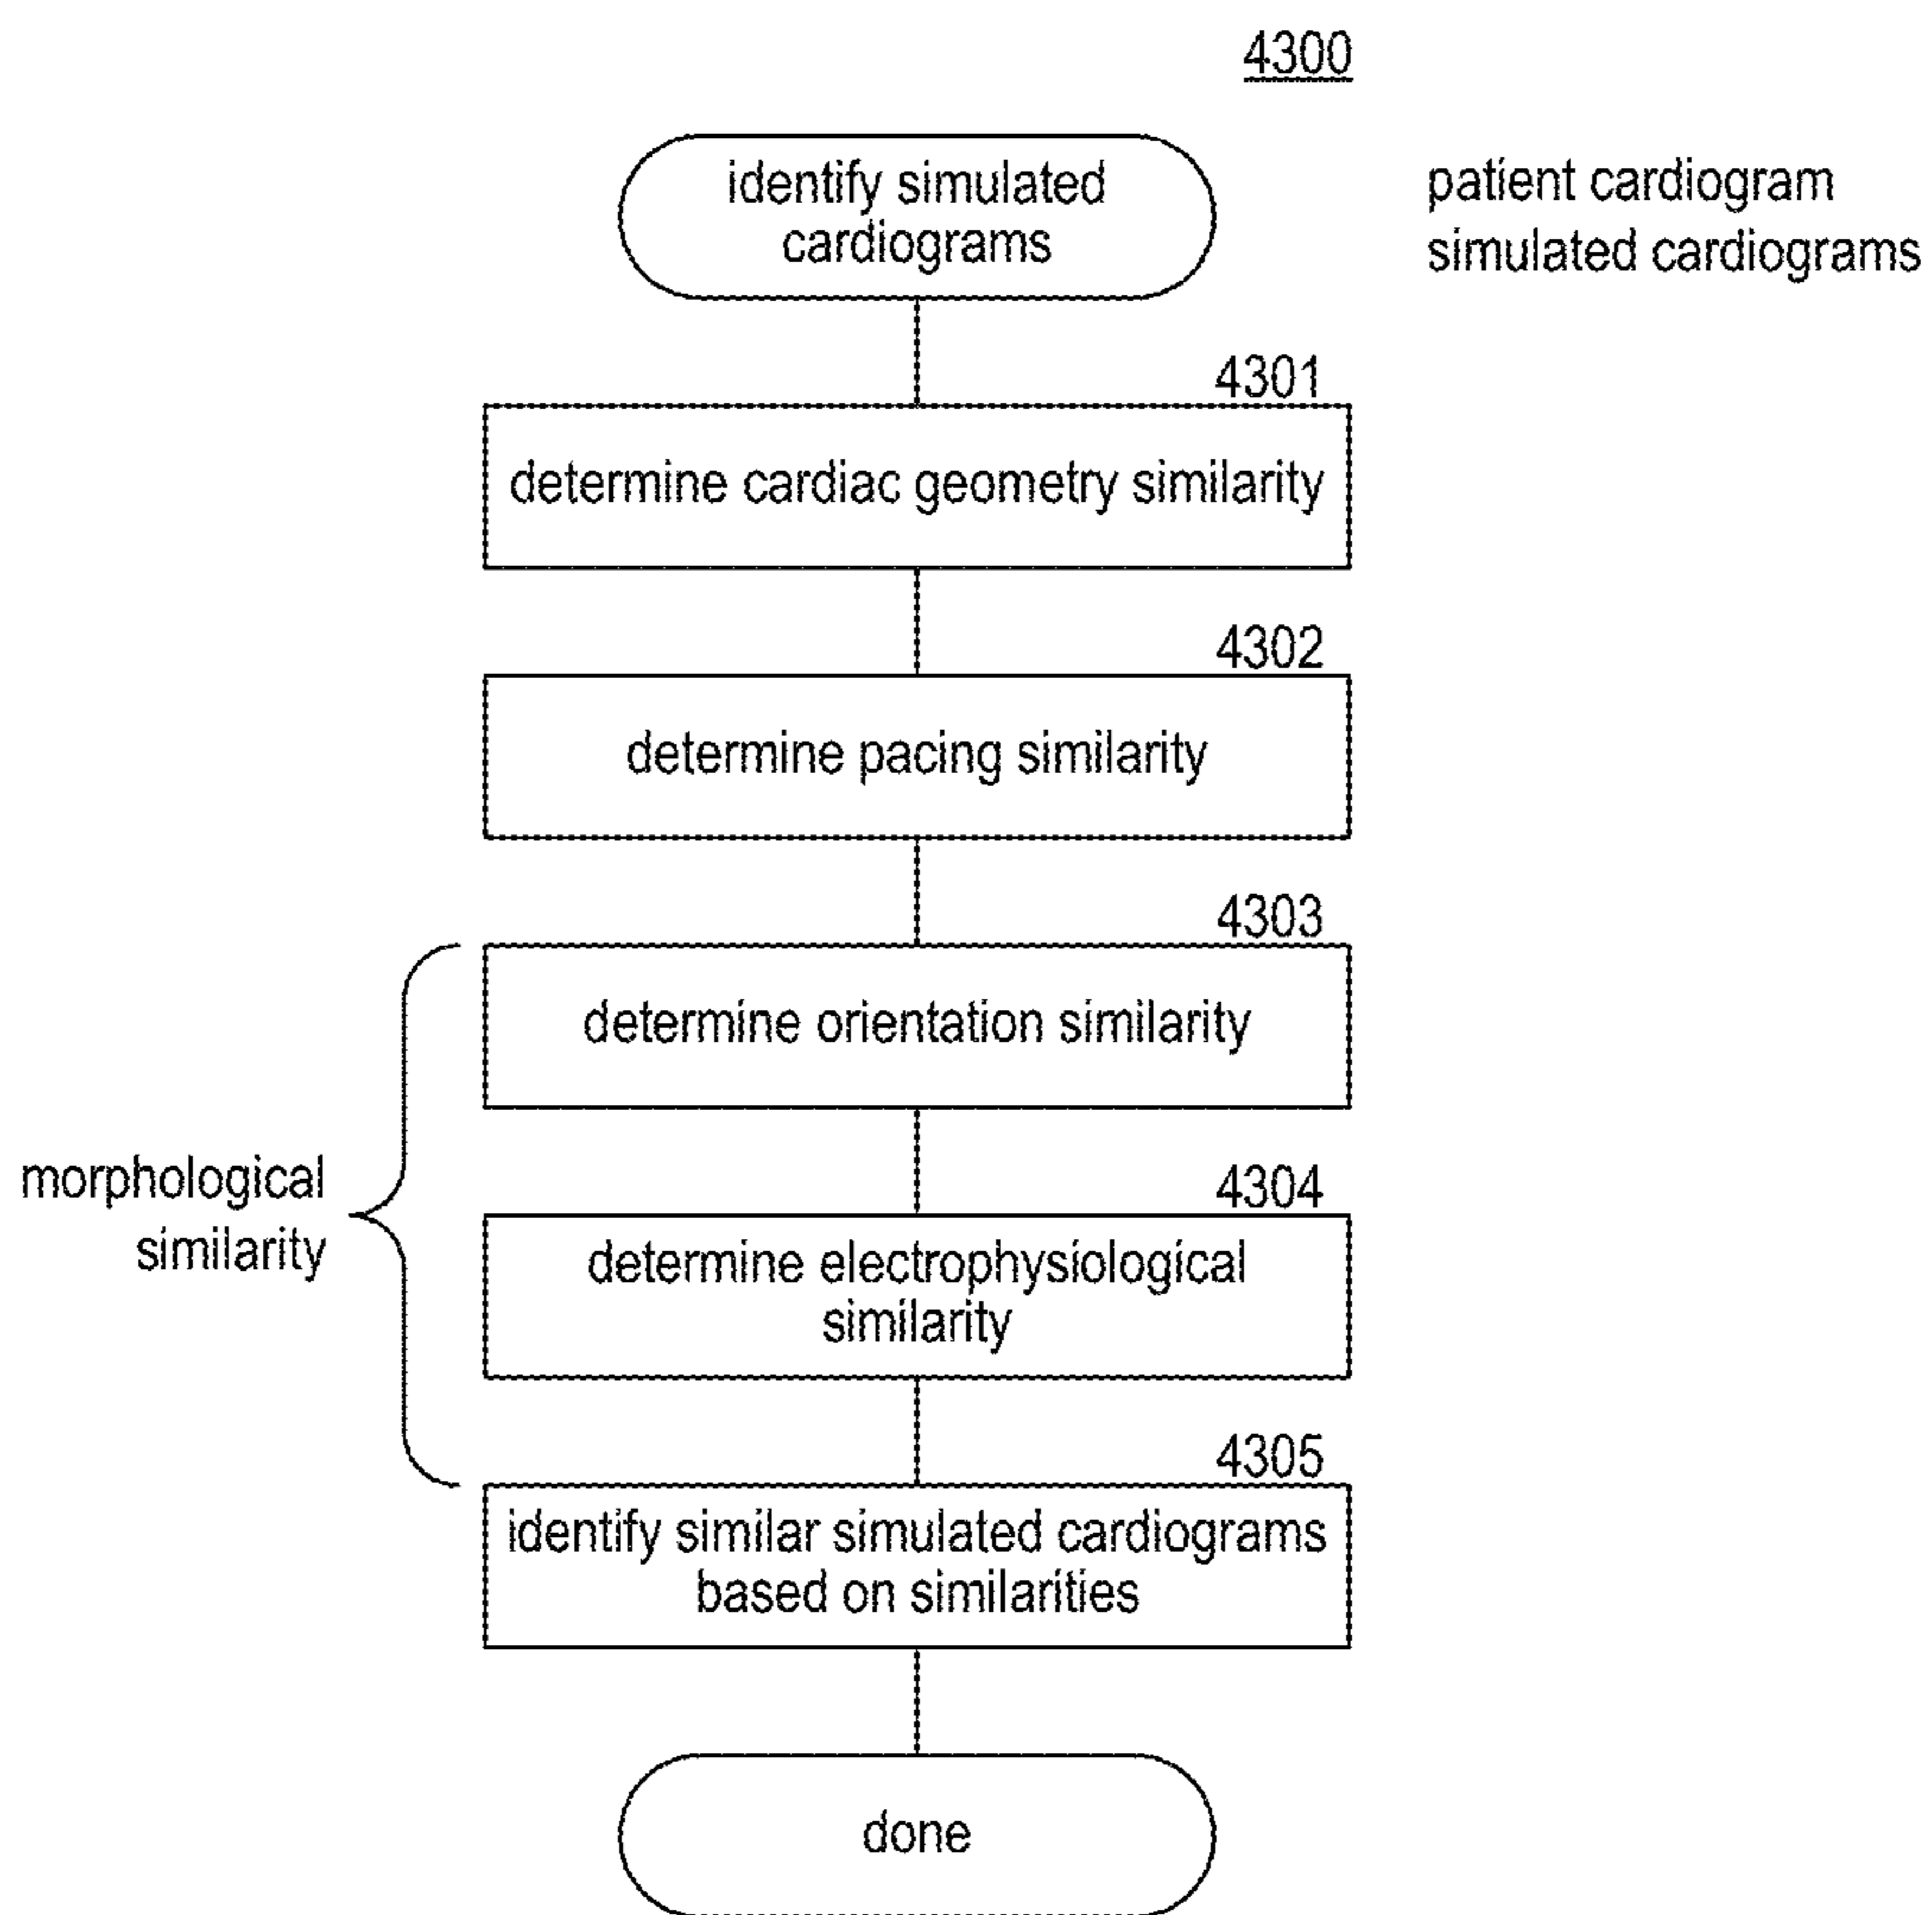 4300
identify simulated
cardiograms
patient cardiogram
simulated cardiograms
4301
determine cardiac geometry similarity
4302
determine pacing similarity
4303
determine orientation similarity
morphological
similarity
4304
determine electrophysiological
similarity
4305
identify similar simulated cardiograms
based on similarities
done